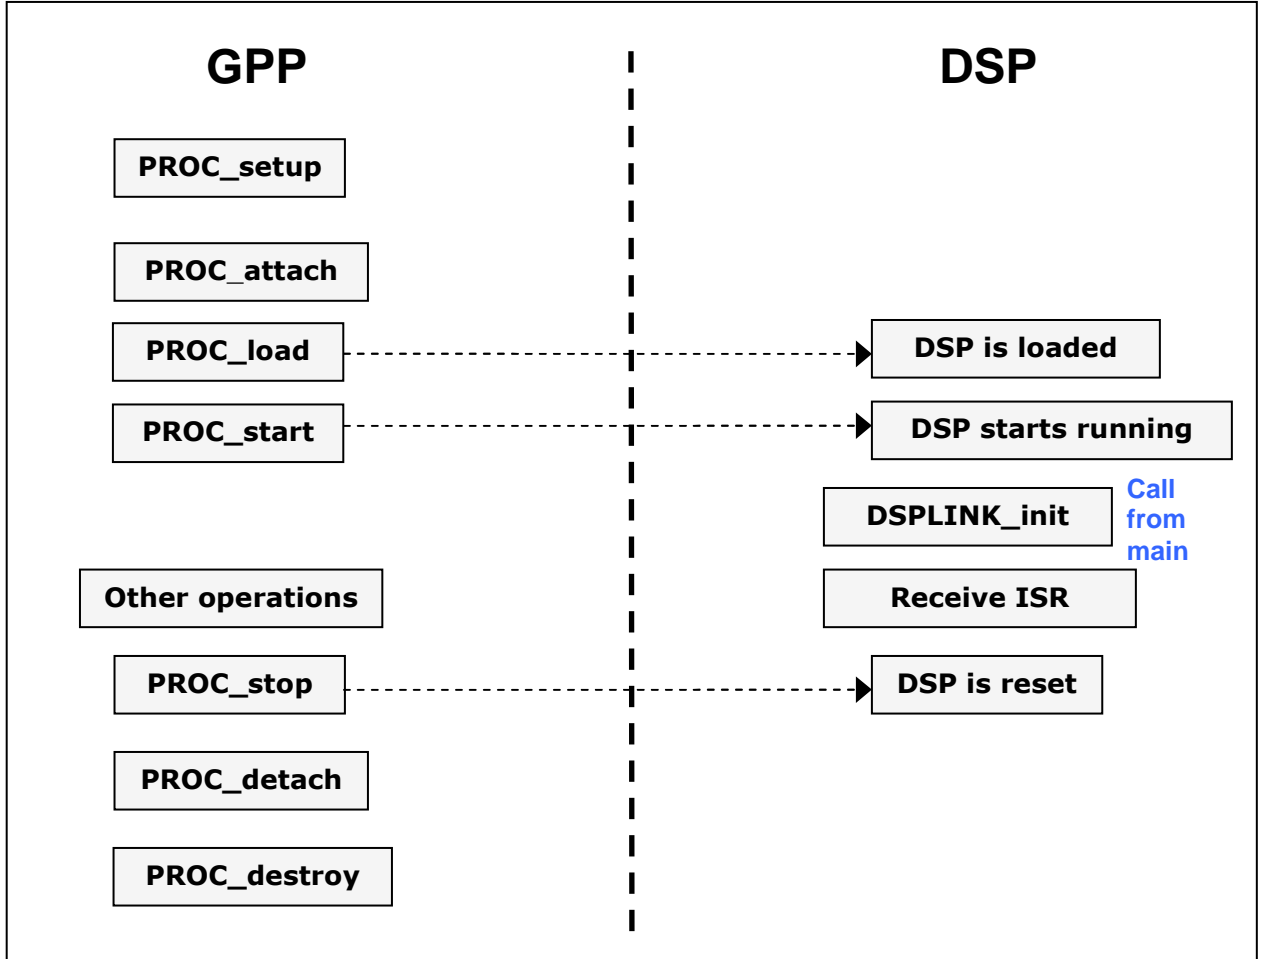 GPP
DSP
PROC_setup
PROC_attach
PROC_load
DSP is loaded
PROC_start
DSP starts running
DSPLINK_init
Call
from
main
Other operations
Receive ISR
PROC_stop
DSP is reset
PROC_detach
PROC_destroy